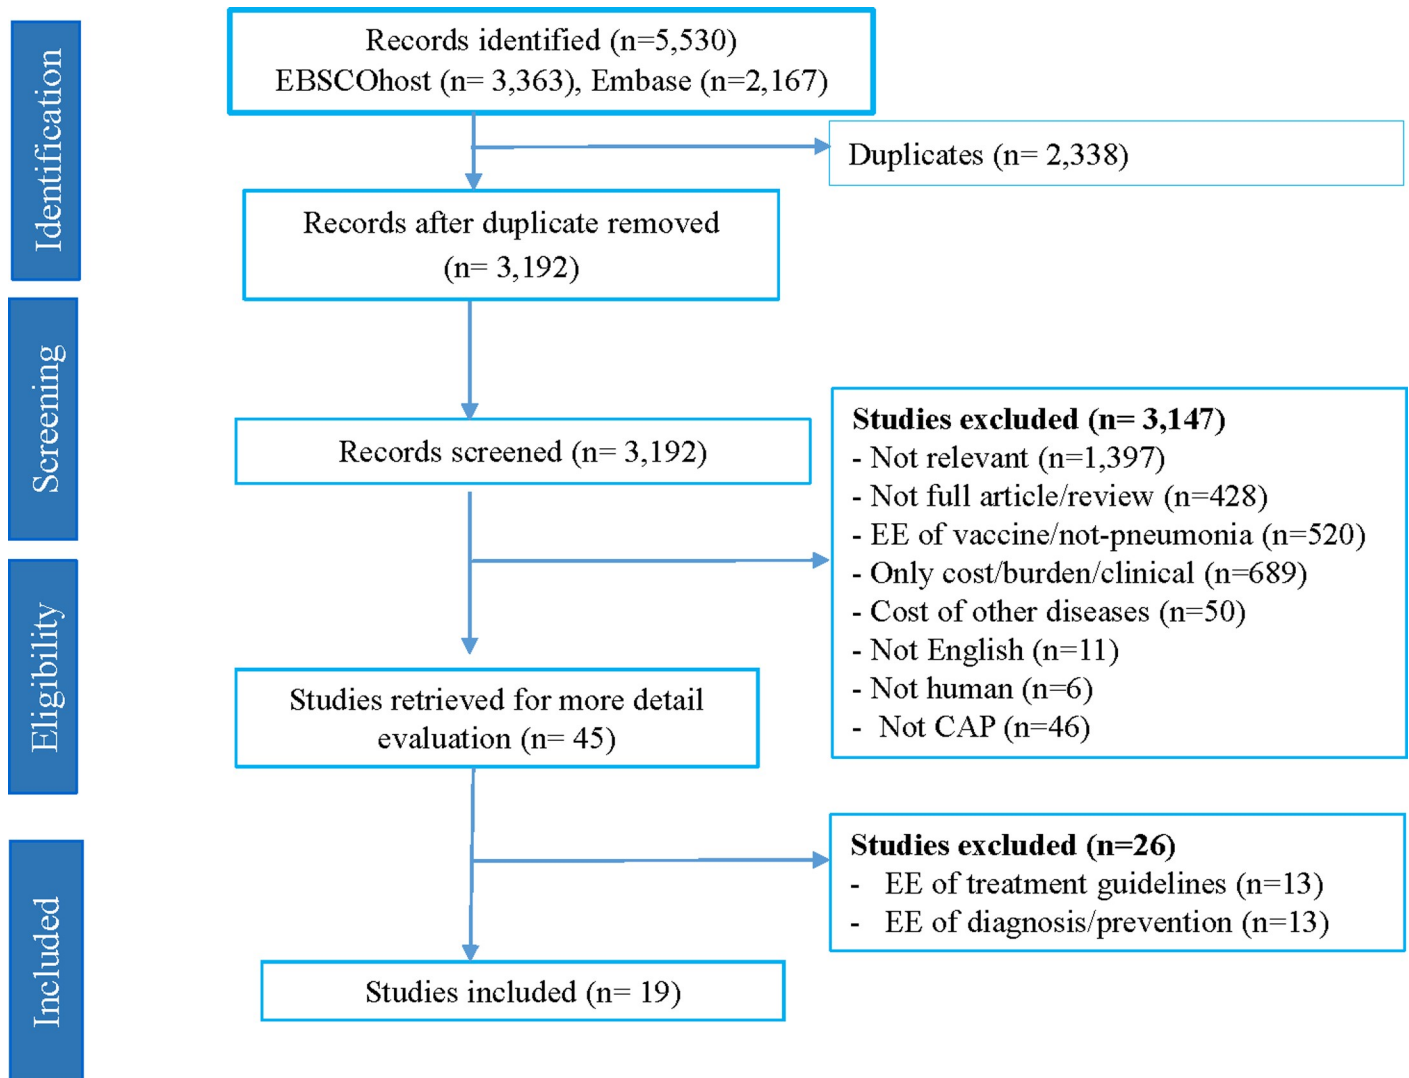 Identification
Records identified (n=5,530)
EBSCOhost (n= 3,363), Embase (n=2,167)
Duplicates (n= 2,338)
Records after duplicate removed
(n= 3,192)
Screening
Records screened (n= 3,192)
Studies excluded (n= 3,147)
- Not relevant (n=1,397)
- Not full article/review (n=428)
- EE of vaccine/not-pneumonia (n=520)
- Only cost/burden/clinical (n=689)
- Cost of other diseases (n=50)
- Not English (n=11)
- Not human (n=6)
- Not CAP (n=46)
Eligibility
Studies retrieved for more detail
evaluation (n= 45)
Studies excluded (n=26)
- EE of treatment guidelines (n=13)
- EE of diagnosis/prevention (n=13)
Included
Studies included (n= 19)